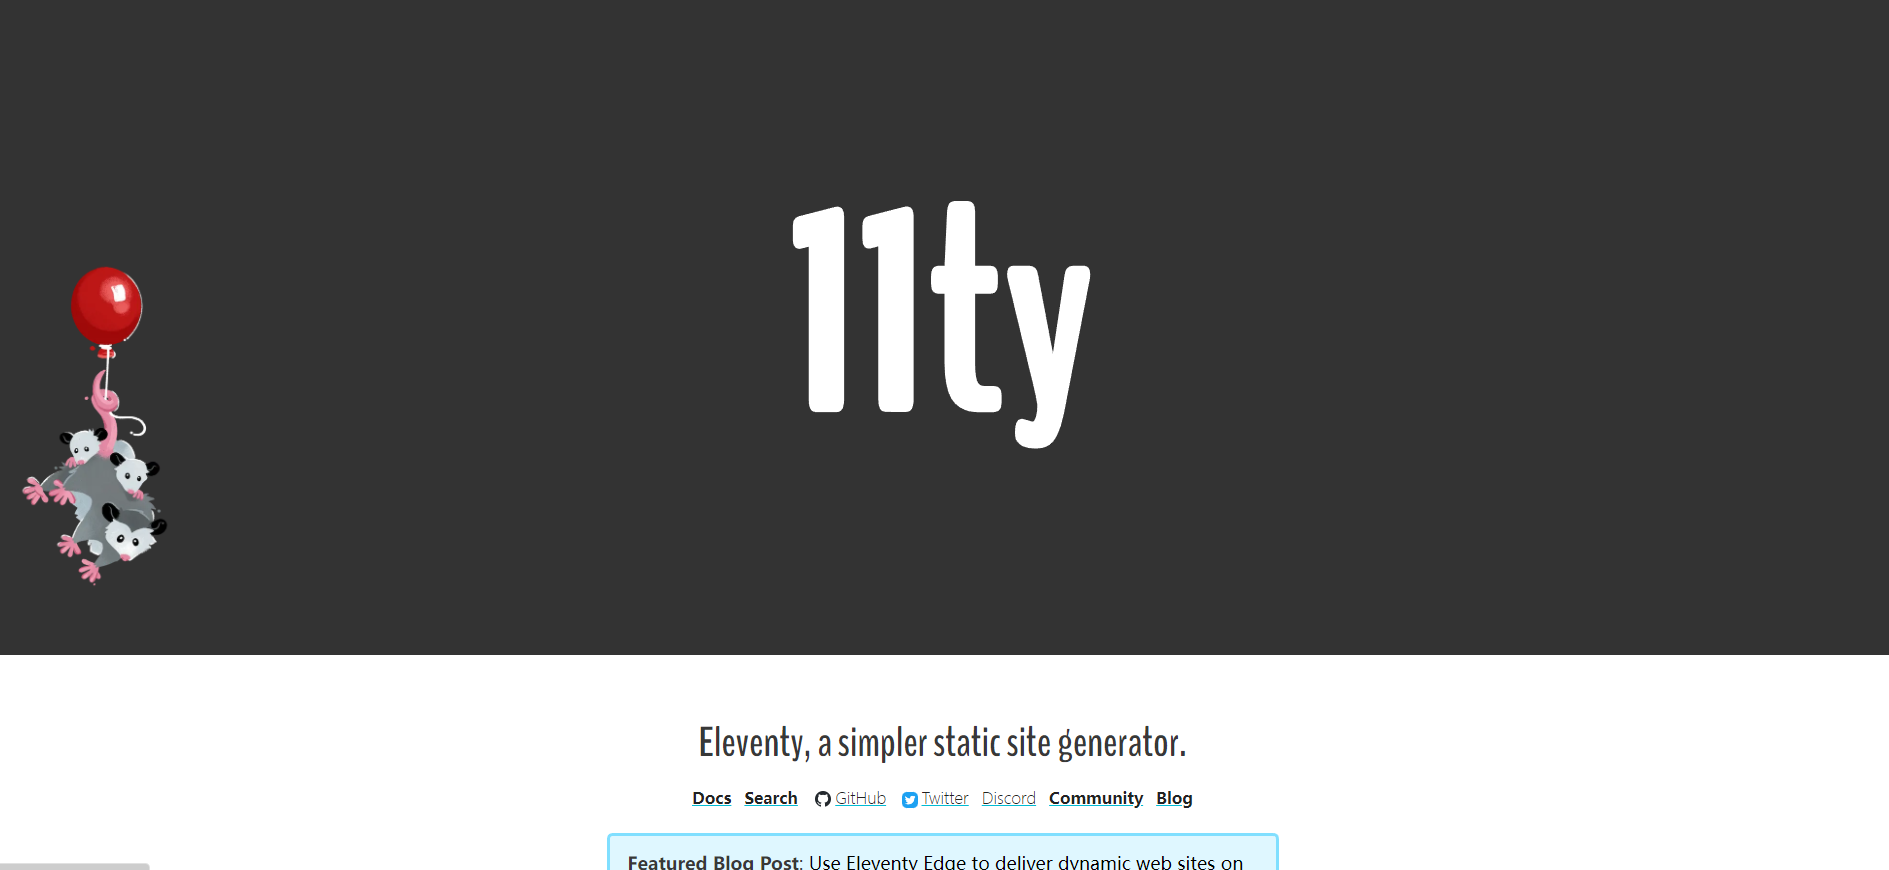 11ty
Eleventy, a simpler static site generator.
Docs Search GitHub Twitter Discord Community Blog
Featured Blog Post: Use Eleventy Edge to deliver dynamic web sites on